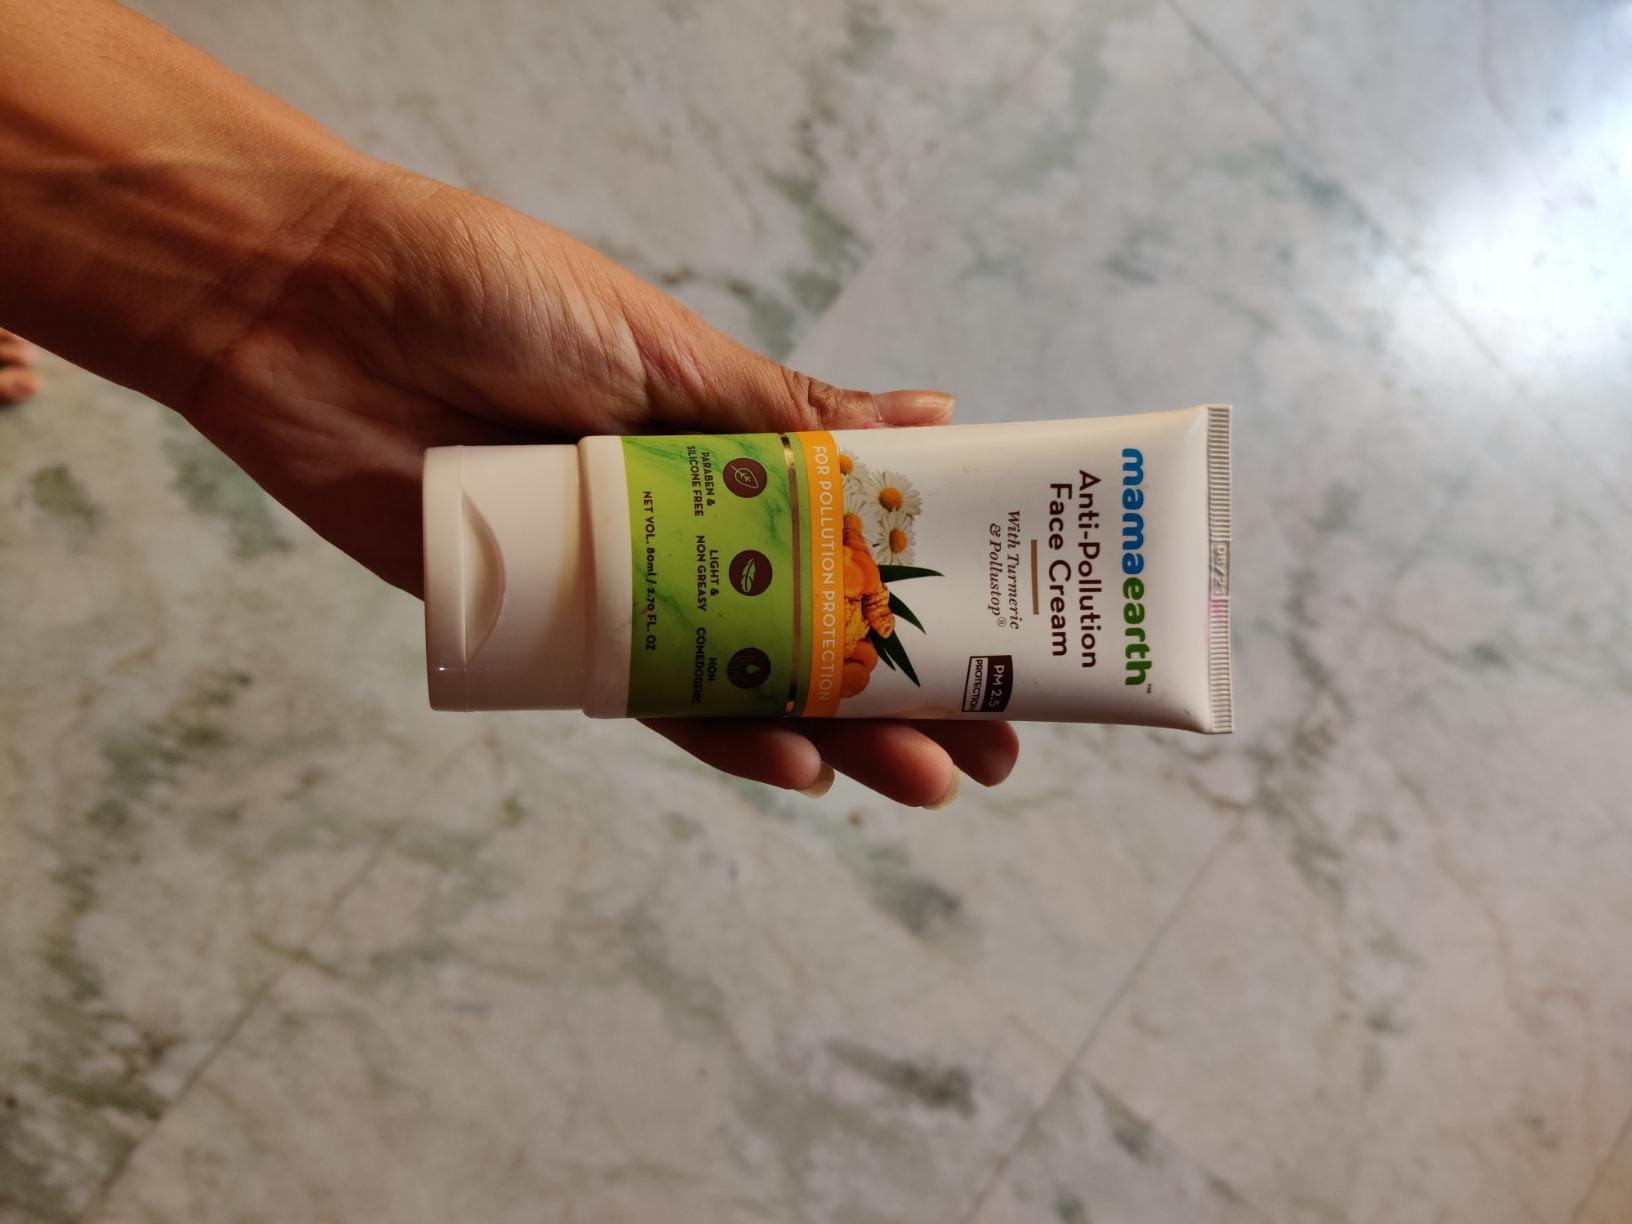 mamaearth™
Anti-Pollution
Face Cream
With Turmeric
& Pollustop®
PM 2.5
PROTECTION
FOR POLLUTION PROTECTION
PARABEN &
SILICONE FREE
LIGHT &
NON GREASY
NON
COMEDOGENIC
NET VOL. 80ml / 2.70 FL. OZ